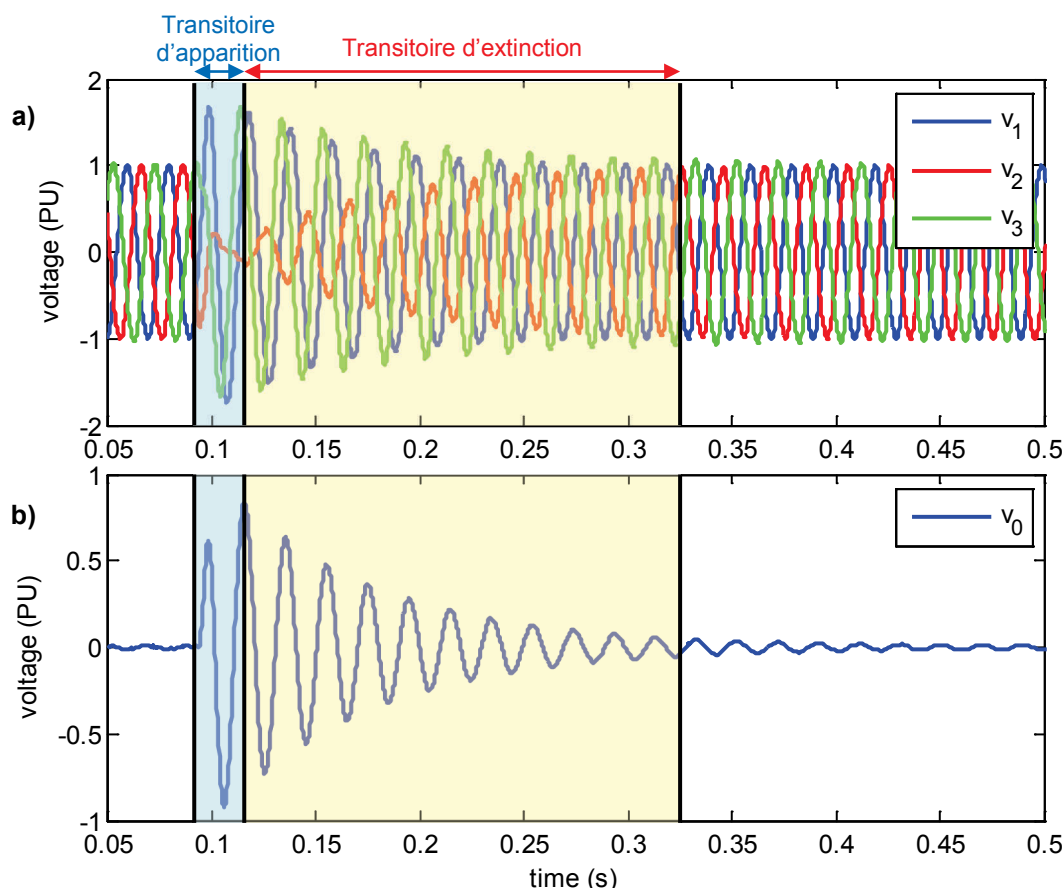 Transitoire
d'apparition
Transitoire d'extinction
a)
voltage (PU)
2
1
0
-1
-2
v1
v2
v3
0.05 0.1 0.15 0.2 0.25 0.3 0.35 0.4 0.45 0.5
b)
voltage (PU)
1
0.5
0
-0.5
-1
v0
0.05 0.1 0.15 0.2 0.25 0.3 0.35 0.4 0.45 0.5
time (s)